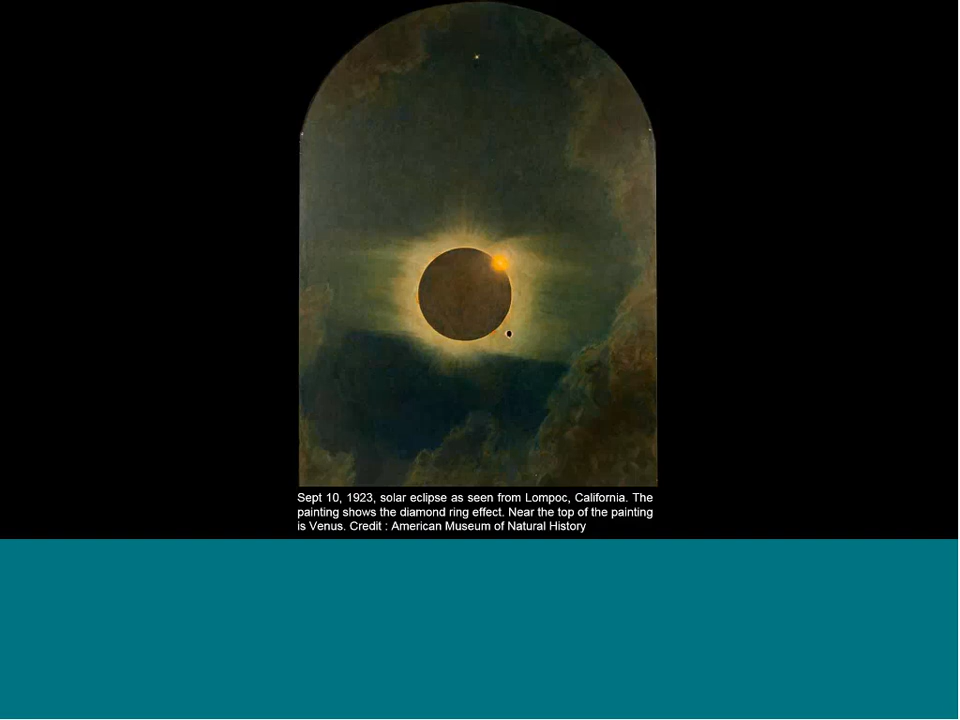 Sept 10, 1923, solar eclipse as seen from Lompoc, California. The
painting shows the diamond ring effect. Near the top of the painting
is Venus. Credit : American Museum of Natural History